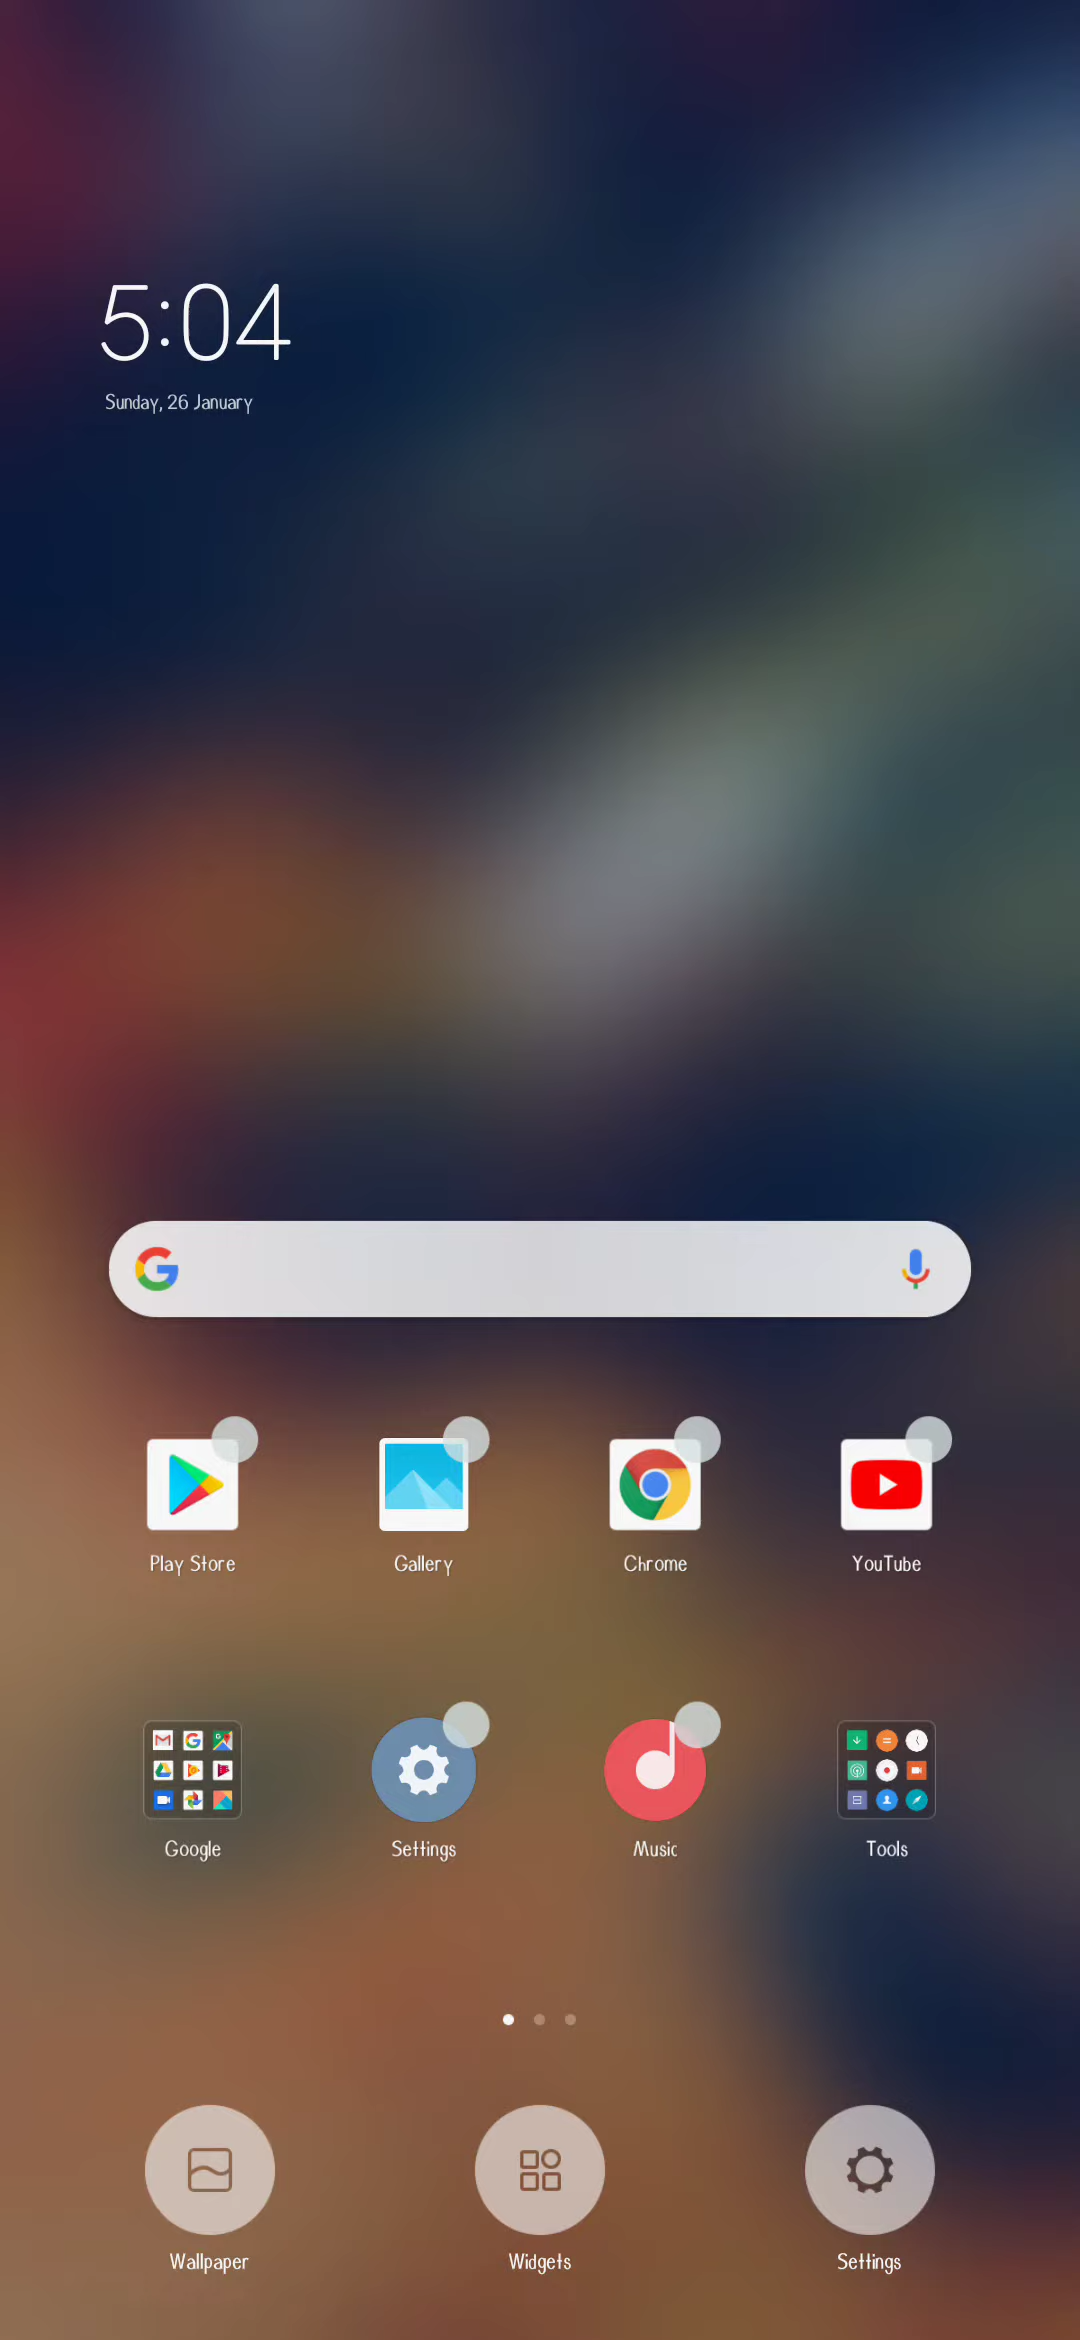 5:04
Sunday, 26 January
Play Store
Gallery
Chrome
YouTube
Google
Settings
Music
Tools
Wallpaper
Widgets
Settings